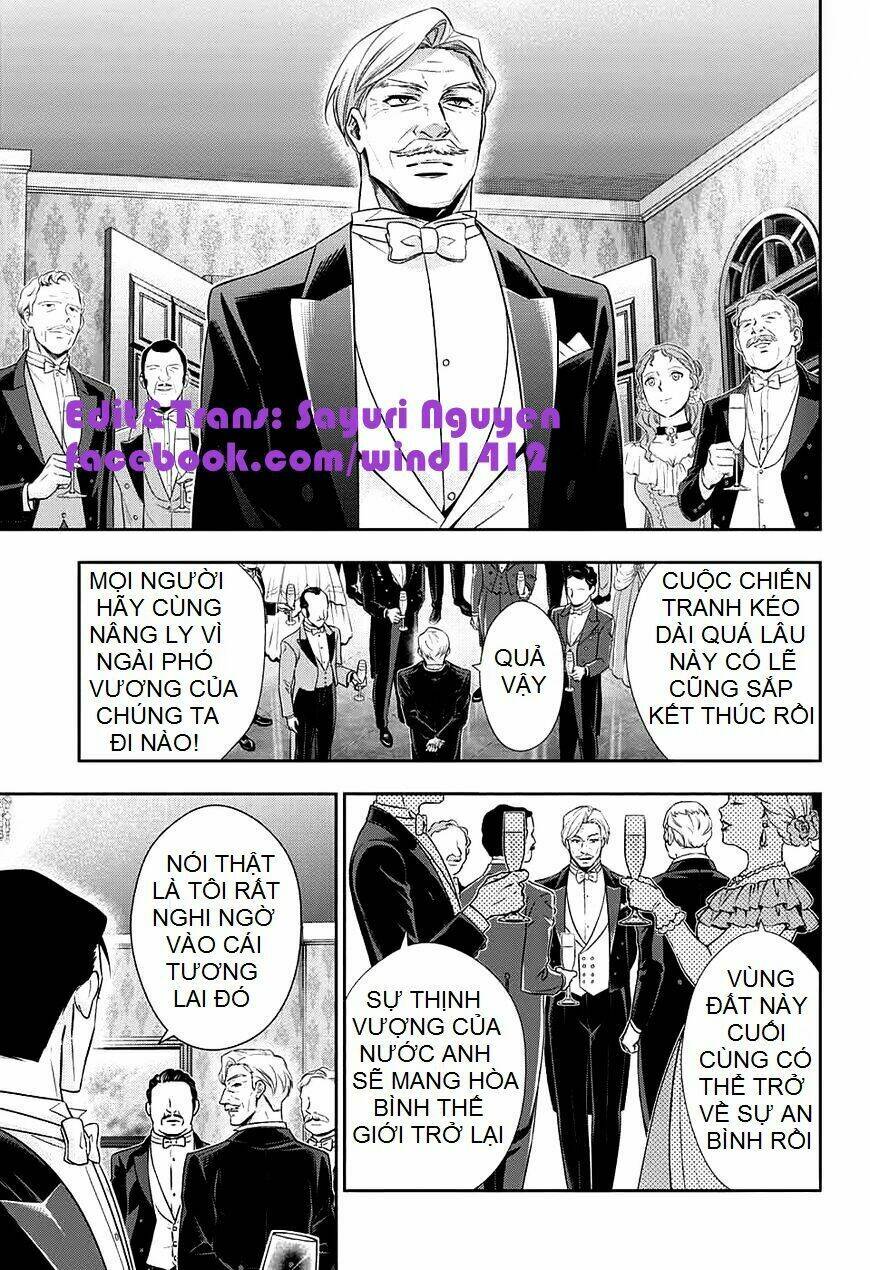 Edit&Trans: Sayuri Nguyen
facebook.com/wind1412
CUỘC CHIẾN
TRANH KÉO
DÀI QUÁ LÂU
NÀY CÓ LẼ
CŨNG SẮP
KẾT THÚC RỒI
QUẢ
VẬY
MỌI NGƯỜI
HÃY CÙNG
NÂNG LY VÌ
NGÀI PHÓ
VƯƠNG CỦA
CHÚNG TA
ĐI NÀO!
VÙNG
ĐẤT NÀY
CUỐI
CÙNG CÓ
THỂ TRỞ
VỀ SỰ AN
BÌNH RỒI
SỰ THỊNH
VƯỢNG CỦA
NƯỚC ANH
SẼ MANG HÒA
BÌNH THẾ
GIỚI TRỞ LẠI
NÓI THẬT
LÀ TÔI RẤT
NGHI NGỜ
VÀO CÁI
TƯƠNG
LAI ĐÓ